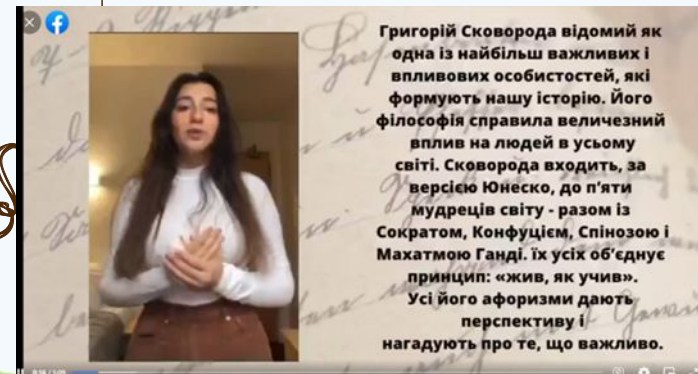 Григорій Сковорода відомий як
одна із найбільш важливих і
впливових особистостей, які
формують нашу історію. Його
філософія справила величезний
вплив на людей в усьому
світі. Сковорода входить, за
версією Юнеско, до п'яти
мудреців світу - разом із
Сократом, Конфуцієм, Спінозою і
Махатмою Ганді. їх усіх об'єднує
принцип: «жив, як учив».
Усі його афоризми дають
перспективу і
нагадують про те, що важливо.